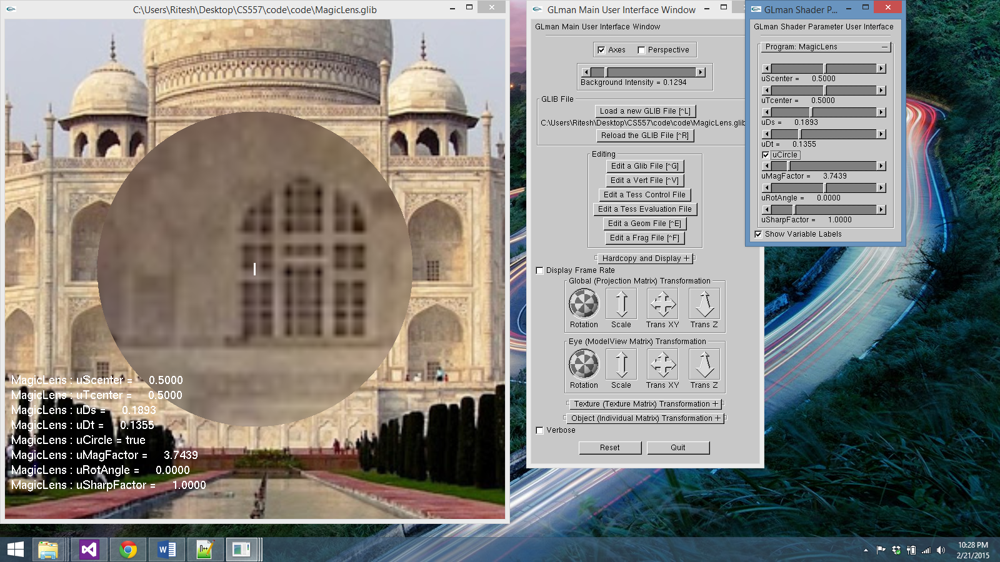 C:\Users\Ritesh\Desktop\CS557\code\code\MagicLens.glib
MagicLens : uScenter = 0.5000
MagicLens : uTcenter = 0.5000
MagicLens : uDs = 0.1893
MagicLens : uDt = 0.1355
MagicLens : uCircle = true
MagicLens : uMagFactor = 3.7439
MagicLens : uRotAngle = 0.0000
MagicLens : uSharpFactor = 1.0000
GLman Main User Interface Window
GLman Main User Interface Window
Axes Perspective
Background Intensity = 0.1294
GLIB File
Load a new GLIB File [^L]
C:\Users\Ritesh\Desktop\CS557\code\code\MagicLens.glib
Reload the GLIB File [^R]
Editing
Edit a Glib File [^G]
Edit a Vert File [^V]
Edit a Tess Control File
Edit a Tess Evaluation File
Edit a Geom File [^E]
Edit a Frag File [^F]
Hardcopy and Display +
Display Frame Rate
Global (Projection Matrix) Transformation
Rotation Scale Trans XY Trans Z
Eye (ModelView Matrix) Transformation
Rotation Scale Trans XY Trans Z
Texture (Texture Matrix) Transformation +
Object (Individual Matrix) Transformation +
Verbose
Reset Quit
GLman Shader P...
GLman Shader Parameter User Interface
Program: MagicLens
uScenter = 0.5000
uTcenter = 0.5000
uDs = 0.1893
uDt = 0.1355
uCircle
uMagFactor = 3.7439
uRotAngle = 0.0000
uSharpFactor = 1.0000
Show Variable Labels
10:28 PM
2/21/2015